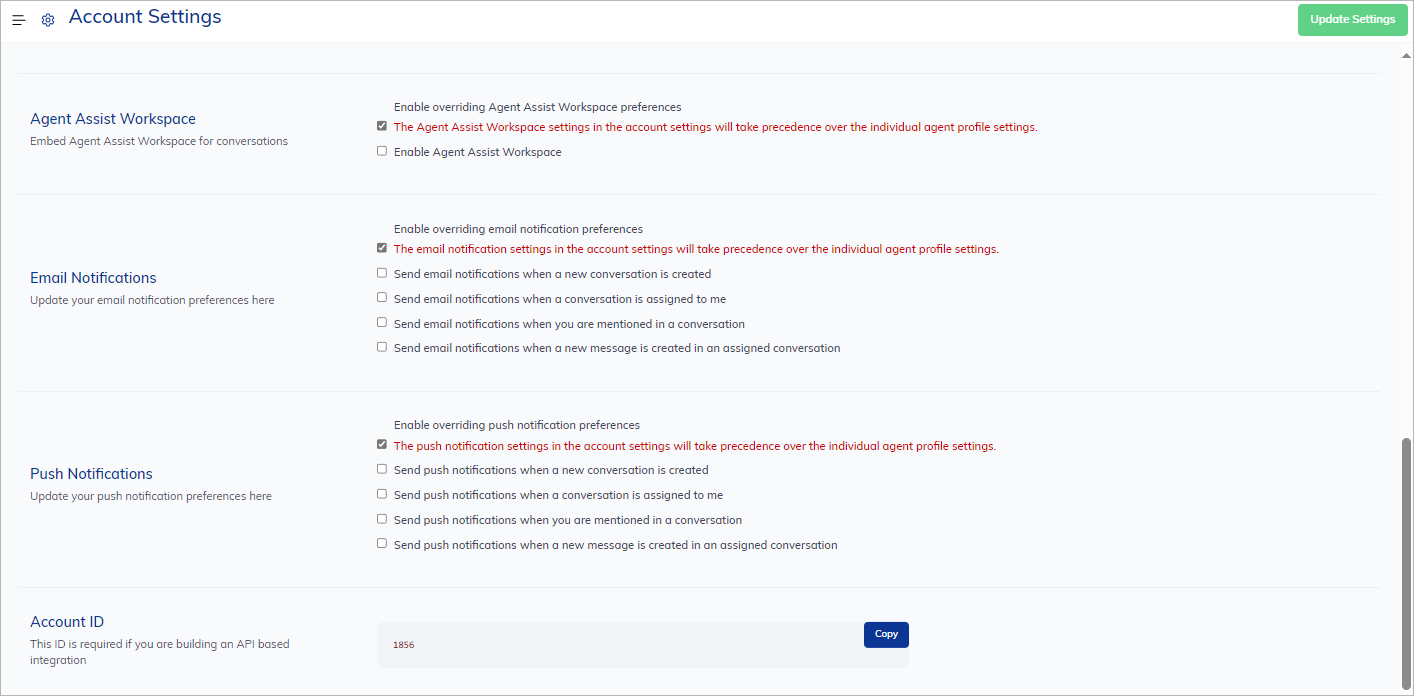 Account Settings
Update Settings
Agent Assist Workspace
Embed Agent Assist Workspace for conversations
Enable overriding Agent Assist Workspace preferences
The Agent Assist Workspace settings in the account settings will take precedence over the individual agent profile settings.
Enable Agent Assist Workspace
Email Notifications
Update your email notification preferences here
Enable overriding email notification preferences
The email notification settings in the account settings will take precedence over the individual agent profile settings.
Send email notifications when a new conversation is created
Send email notifications when a conversation is assigned to me
Send email notifications when you are mentioned in a conversation
Send email notifications when a new message is created in an assigned conversation
Push Notifications
Update your push notification preferences here
Enable overriding push notification preferences
The push notification settings in the account settings will take precedence over the individual agent profile settings.
Send push notifications when a new conversation is created
Send push notifications when a conversation is assigned to me
Send push notifications when you are mentioned in a conversation
Send push notifications when a new message is created in an assigned conversation
Account ID
This ID is required if you are building an API based
integration
1856
Copy